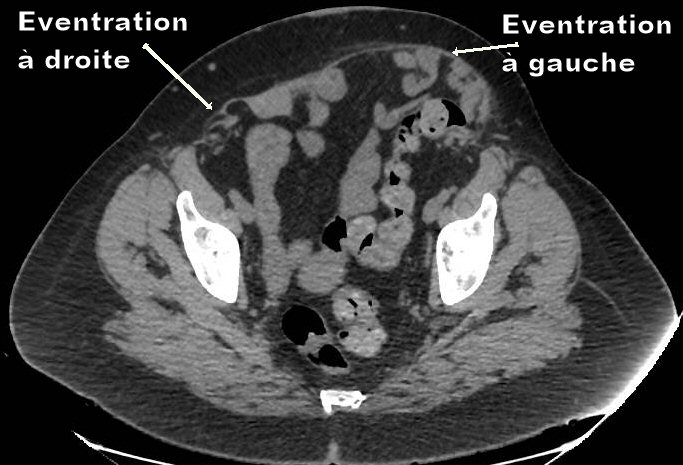 Eventration
à droite
Eventration
à gauche